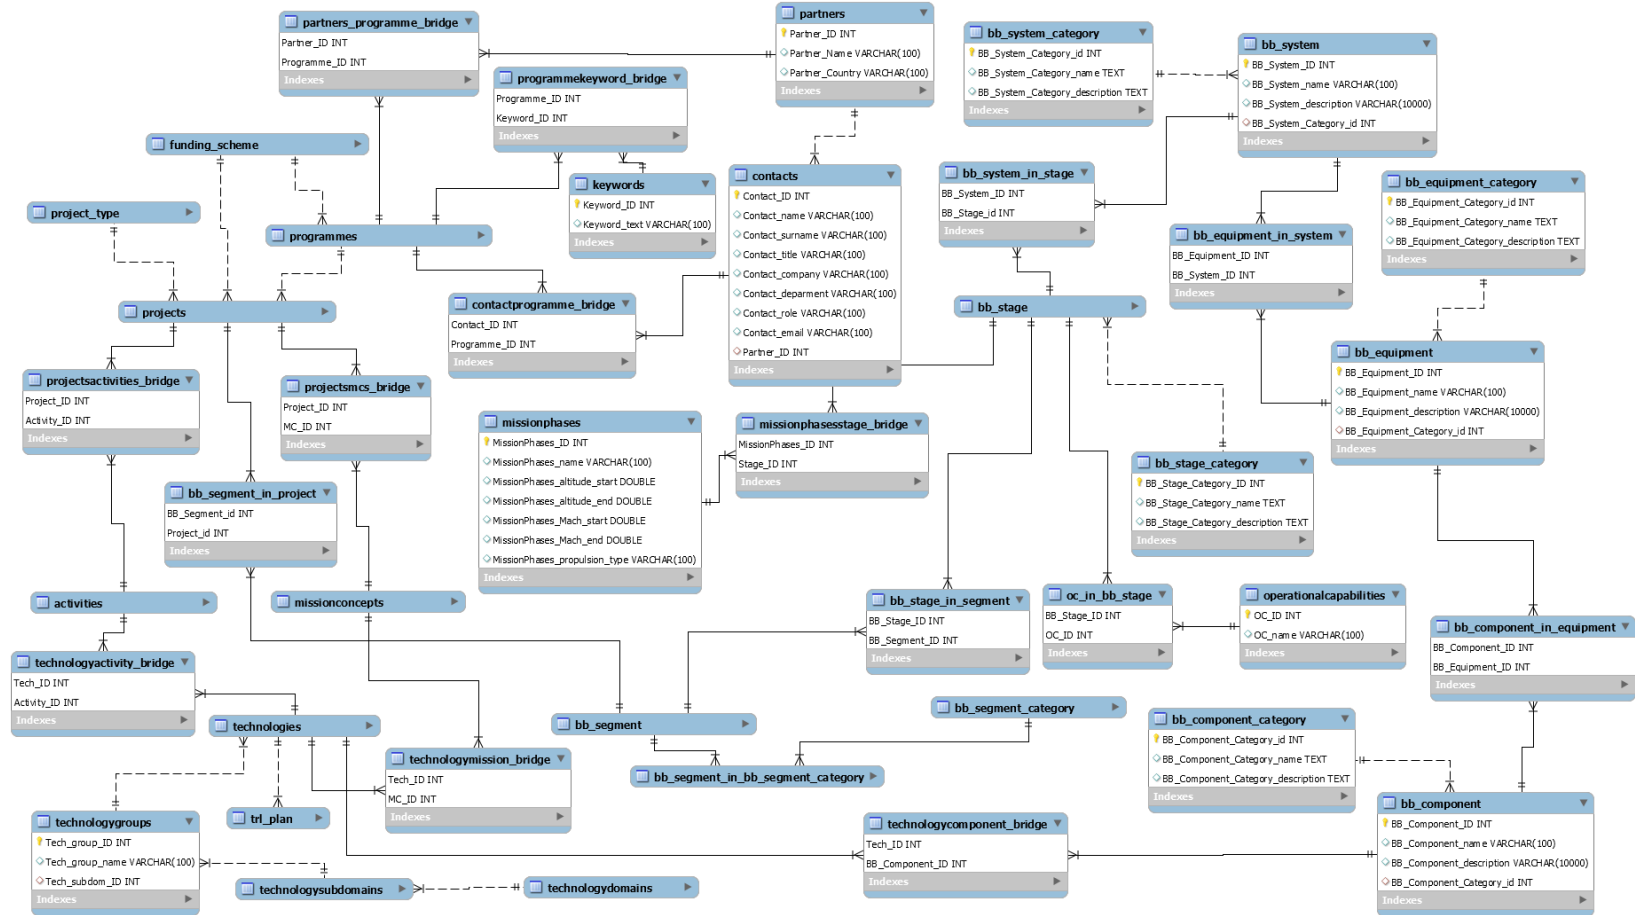 partners_programme_bridge
Partner_ID INT
Programme_ID INT
Indexes
partners
Partner_ID INT
Partner_Name VARCHAR(100)
Partner_Country VARCHAR(100)
Indexes
bb_system_category
BB_System_Category_id INT
BB_System_Category_name TEXT
BB_System_Category_description TEXT
Indexes
bb_system
BB_System_ID INT
BB_System_name VARCHAR(100)
BB_System_description VARCHAR(10000)
BB_System_Category_id INT
Indexes
programmekeyword_bridge
Programme_ID INT
Keyword_ID INT
Indexes
funding_scheme
keywords
Keyword_ID INT
Keyword_text VARCHAR(100)
Indexes
contacts
Contact_ID INT
Contact_name VARCHAR(100)
Contact_surname VARCHAR(100)
Contact_title VARCHAR(100)
Contact_company VARCHAR(100)
Contact_deparment VARCHAR(100)
Contact_role VARCHAR(100)
Contact_email VARCHAR(100)
Partner_ID INT
Indexes
bb_system_in_stage
BB_System_ID INT
BB_Stage_id INT
Indexes
bb_equipment_category
BB_Equipment_Category_id INT
BB_Equipment_Category_name TEXT
BB_Equipment_Category_description TEXT
Indexes
project_type
programmes
bb_equipment_in_system
BB_Equipment_ID INT
BB_System_ID INT
Indexes
projects
contactprogramme_bridge
Contact_ID INT
Programme_ID INT
Indexes
bb_stage
bb_equipment
BB_Equipment_ID INT
BB_Equipment_name VARCHAR(100)
BB_Equipment_description VARCHAR(10000)
BB_Equipment_Category_id INT
Indexes
projectsactivities_bridge
Project_ID INT
Activity_ID INT
Indexes
projectsmcs_bridge
Project_ID INT
MC_ID INT
Indexes
missionphases
MissionPhases_ID INT
MissionPhases_name VARCHAR(100)
MissionPhases_altitude_start DOUBLE
MissionPhases_altitude_end DOUBLE
MissionPhases_Mach_start DOUBLE
MissionPhases_Mach_end DOUBLE
MissionPhases_propulsion_type VARCHAR(100)
Indexes
missionphasesstage_bridge
MissionPhases_ID INT
Stage_ID INT
Indexes
bb_stage_category
BB_Stage_Category_ID INT
BB_Stage_Category_name TEXT
BB_Stage_Category_description TEXT
Indexes
bb_segment_in_project
BB_Segment_id INT
Project_id INT
Indexes
activities
missionconcepts
bb_stage_in_segment
BB_Stage_ID INT
BB_Segment_ID INT
Indexes
oc_in_bb_stage
BB_Stage_ID INT
OC_ID INT
Indexes
operationalcapabilities
OC_ID INT
OC_name VARCHAR(100)
Indexes
bb_component_in_equipment
BB_Component_ID INT
BB_Equipment_ID INT
Indexes
technologyactivity_bridge
Tech_ID INT
Activity_ID INT
Indexes
technologies
bb_segment
bb_segment_category
bb_component_category
BB_Component_Category_id INT
BB_Component_Category_name TEXT
BB_Component_Category_description TEXT
Indexes
technologymission_bridge
Tech_ID INT
MC_ID INT
Indexes
bb_segment_in_bb_segment_category
technologygroups
Tech_group_ID INT
Tech_group_name VARCHAR(100)
Tech_subdom_ID INT
Indexes
trl_plan
technologycomponent_bridge
Tech_ID INT
BB_Component_ID INT
Indexes
bb_component
BB_Component_ID INT
BB_Component_name VARCHAR(100)
BB_Component_description VARCHAR(10000)
BB_Component_Category_id INT
Indexes
technologysubdomains
technologydomains